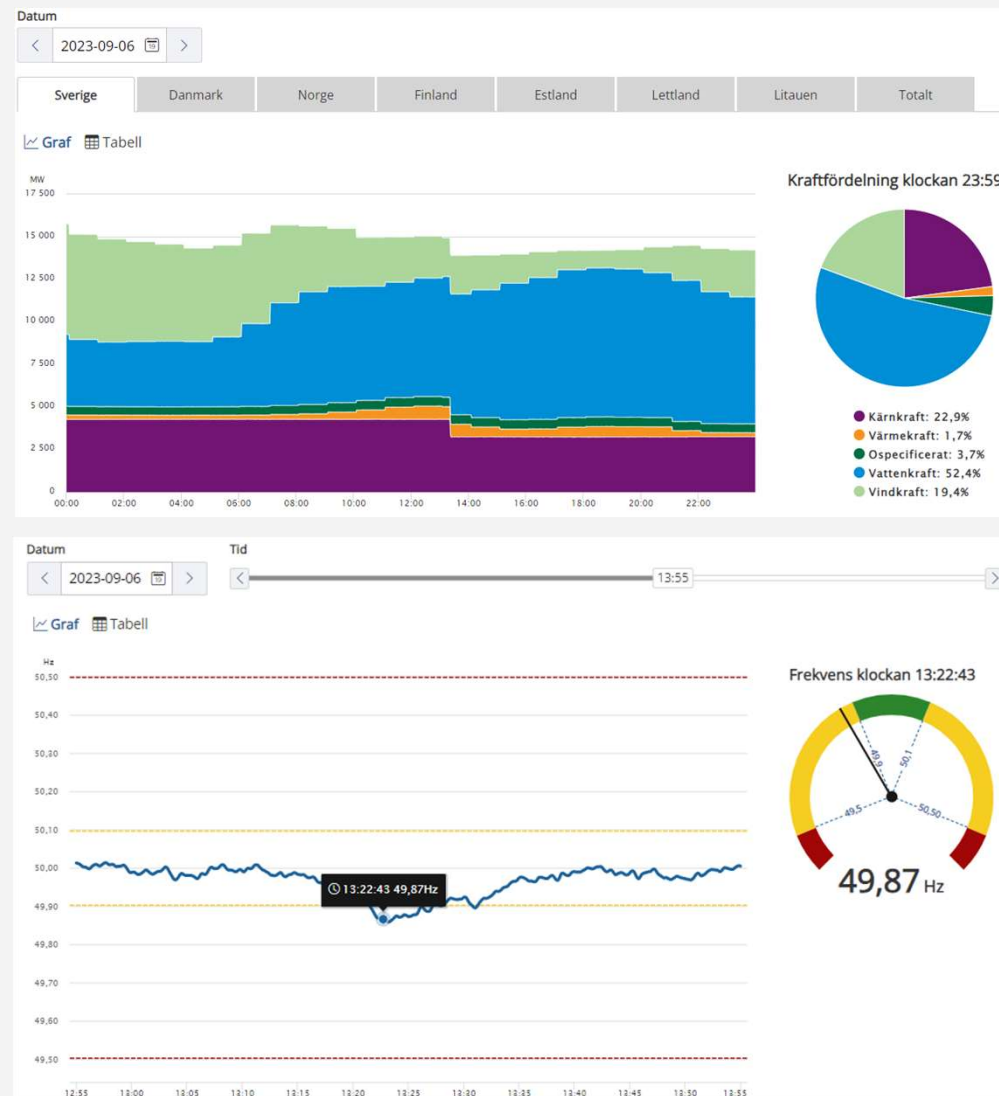 Datum
2023-09-06
Sverige Danmark Norge Finland Estland Lettland Litauen Totalt
Graf Tabell
MW
17 500
15 000
12 500
10 000
7 500
5 000
2 500
0
00:00 02:00 04:00 06:00 08:00 10:00 12:00 14:00 16:00 18:00 20:00 22:00
Kraftfördelning klockan 23:59
Kärnkraft: 22,9%
Värmekraft: 1,7%
Ospecificerat: 3,7%
Vattenkraft: 52,4%
Vindkraft: 19,4%
Datum Tid
2023-09-06 13:55
Graf Tabell
Hz
50,50
50,40
50,30
50,20
50,10
50,00
49,90
49,80
49,70
49,60
49,50
13:22:43 49,87Hz
12:55 13:00 13:05 13:10 13:15 13:20 13:25 13:30 13:35 13:40 13:45 13:50 13:55
Frekvens klockan 13:22:43
49,9 50,1
49,5 50,50
49,87 Hz